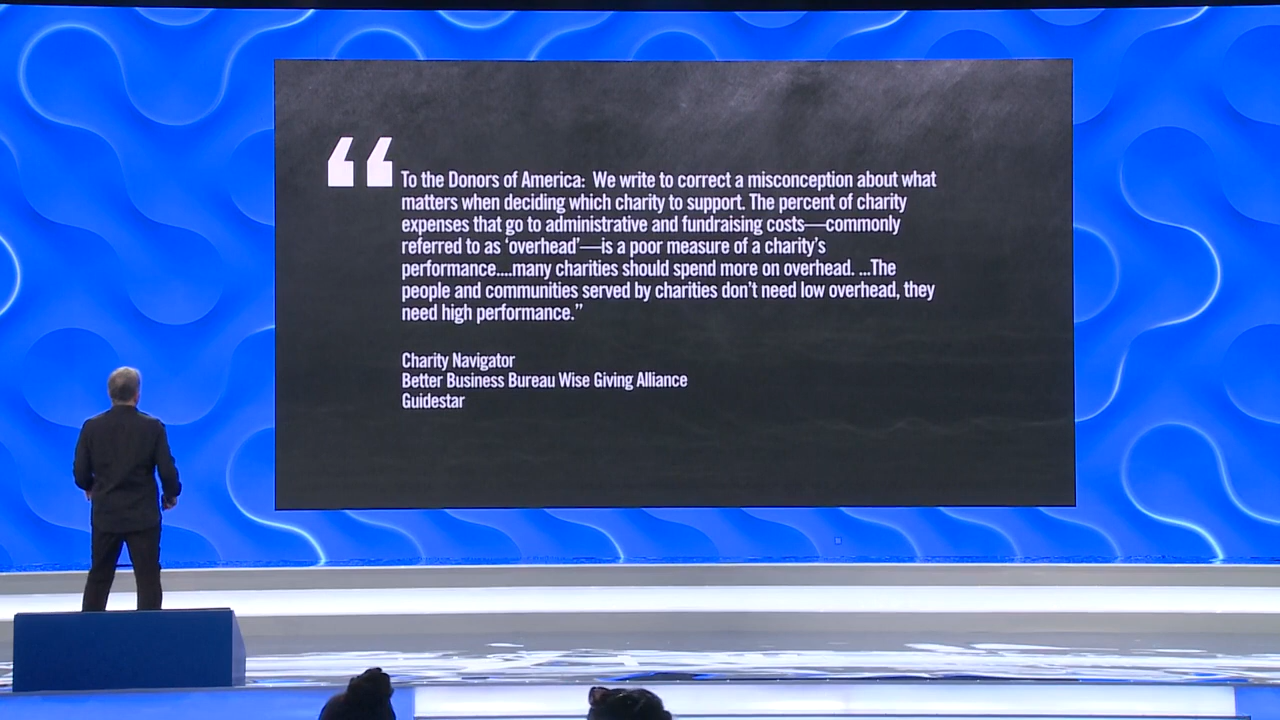 “To the Donors of America:  We write to correct a misconception about what
matters when deciding which charity to support. The percent of charity
expenses that go to administrative and fundraising costs—commonly
referred to as ‘overhead’—is a poor measure of a charity’s
performance....many charities should spend more on overhead. ...The
people and communities served by charities don’t need low overhead, they
need high performance.”
Charity Navigator
Better Business Bureau Wise Giving Alliance
Guidestar